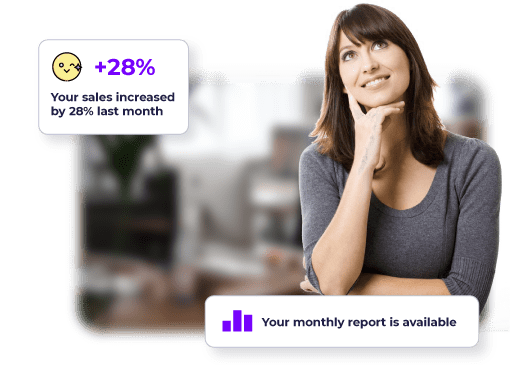 +28%
Your sales increased
by 28% last month
Your monthly report is available